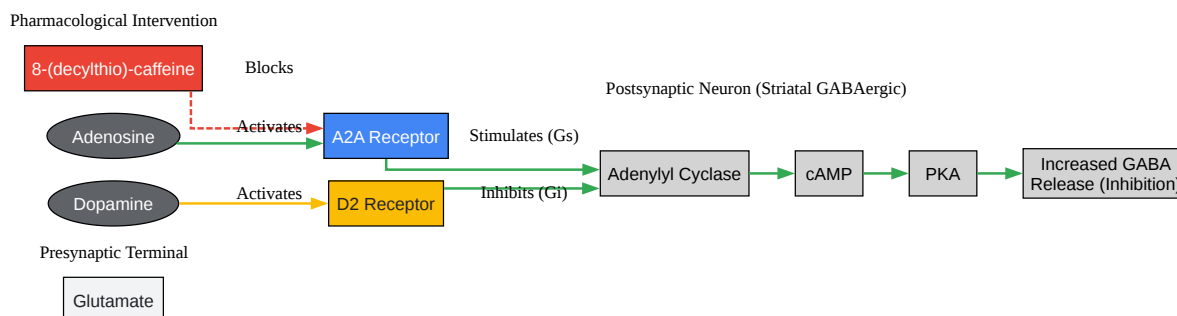 Pharmacological Intervention
8-(decylthio)-caffeine
Blocks
Postsynaptic Neuron (Striatal GABAergic)
Adenosine
Activates
A2A Receptor
Stimulates (Gs)
Adenylyl Cyclase
cAMP
PKA
Increased GABA
Release (Inhibition)
Dopamine
Activates
D2 Receptor
Inhibits (Gi)
Presynaptic Terminal
Glutamate